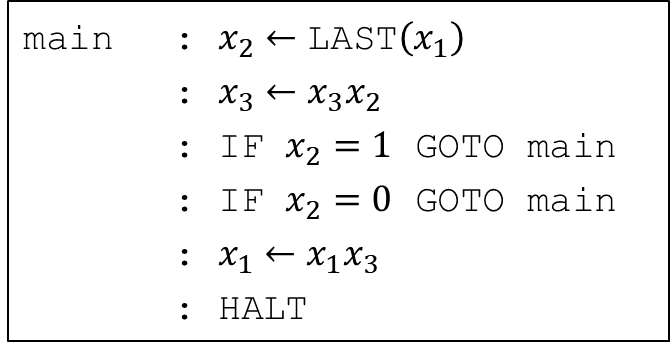 main : x₂ ← LAST(x₁)
: x₃ ← x₃x₂
: IF x₂ = 1 GOTO main
: IF x₂ = 0 GOTO main
: x₁ ← x₁x₃
: HALT